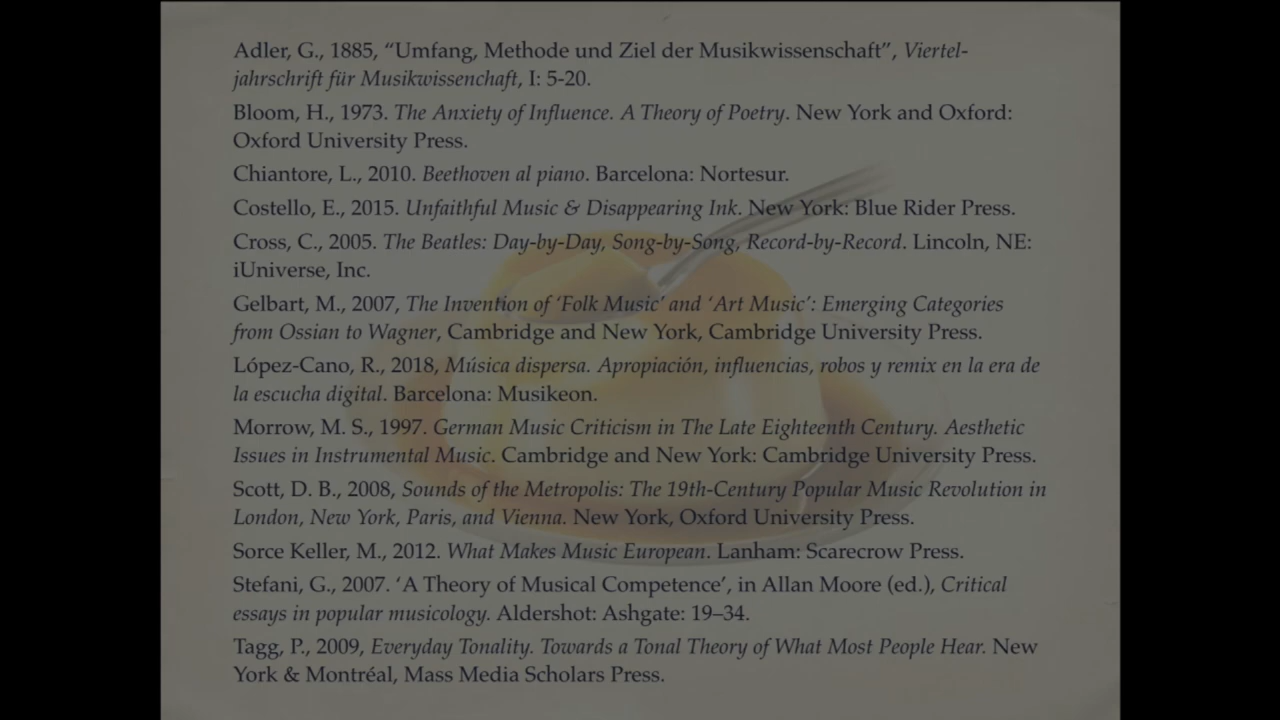 Adler, G., 1885, “Umfang, Methode und Ziel der Musikwissenschaft”, Viertel-
jahrschrift für Musikwissenchaft, I: 5-20.
Bloom, H., 1973. The Anxiety of Influence. A Theory of Poetry. New York and Oxford:
Oxford University Press.
Chiantore, L., 2010. Beethoven al piano. Barcelona: Nortesur.
Costello, E., 2015. Unfaithful Music & Disappearing Ink. New York: Blue Rider Press.
Cross, C., 2005. The Beatles: Day-by-Day, Song-by-Song, Record-by-Record. Lincoln, NE:
iUniverse, Inc.
Gelbart, M., 2007, The Invention of ‘Folk Music’ and ‘Art Music’: Emerging Categories
from Ossian to Wagner, Cambridge and New York, Cambridge University Press.
López-Cano, R., 2018, Música dispersa. Apropiación, influencias, robos y remix en la era de
la escucha digital. Barcelona: Musikeon.
Morrow, M. S., 1997. German Music Criticism in The Late Eighteenth Century. Aesthetic
Issues in Instrumental Music. Cambridge and New York: Cambridge University Press.
Scott, D. B., 2008, Sounds of the Metropolis: The 19th-Century Popular Music Revolution in
London, New York, Paris, and Vienna. New York, Oxford University Press.
Sorce Keller, M., 2012. What Makes Music European. Lanham: Scarecrow Press.
Stefani, G., 2007. ‘A Theory of Musical Competence’, in Allan Moore (ed.), Critical
essays in popular musicology. Aldershot: Ashgate: 19–34.
Tagg, P., 2009, Everyday Tonality. Towards a Tonal Theory of What Most People Hear. New
York & Montréal, Mass Media Scholars Press.